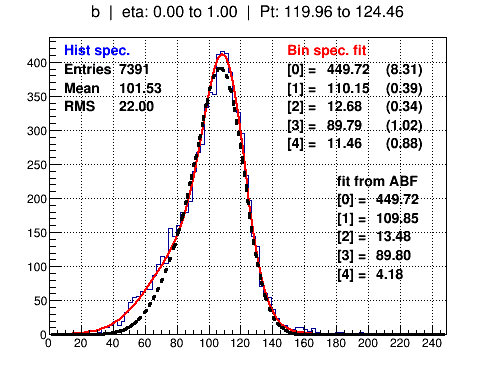 b | eta: 0.00 to 1.00 | Pt: 119.96 to 124.46
Hist spec.
Entries 7391
Mean 101.53
RMS 22.00
Bin spec. fit
[0] = 449.72 (8.31)
[1] = 110.15 (0.39)
[2] = 12.68 (0.34)
[3] = 89.79 (1.02)
[4] = 11.46 (0.88)
fit from ABF
[0] = 449.72
[1] = 109.85
[2] = 13.48
[3] = 89.80
[4] = 4.18
400
350
300
250
200
150
100
50
0
0 20 40 60 80 100 120 140 160 180 200 220 240